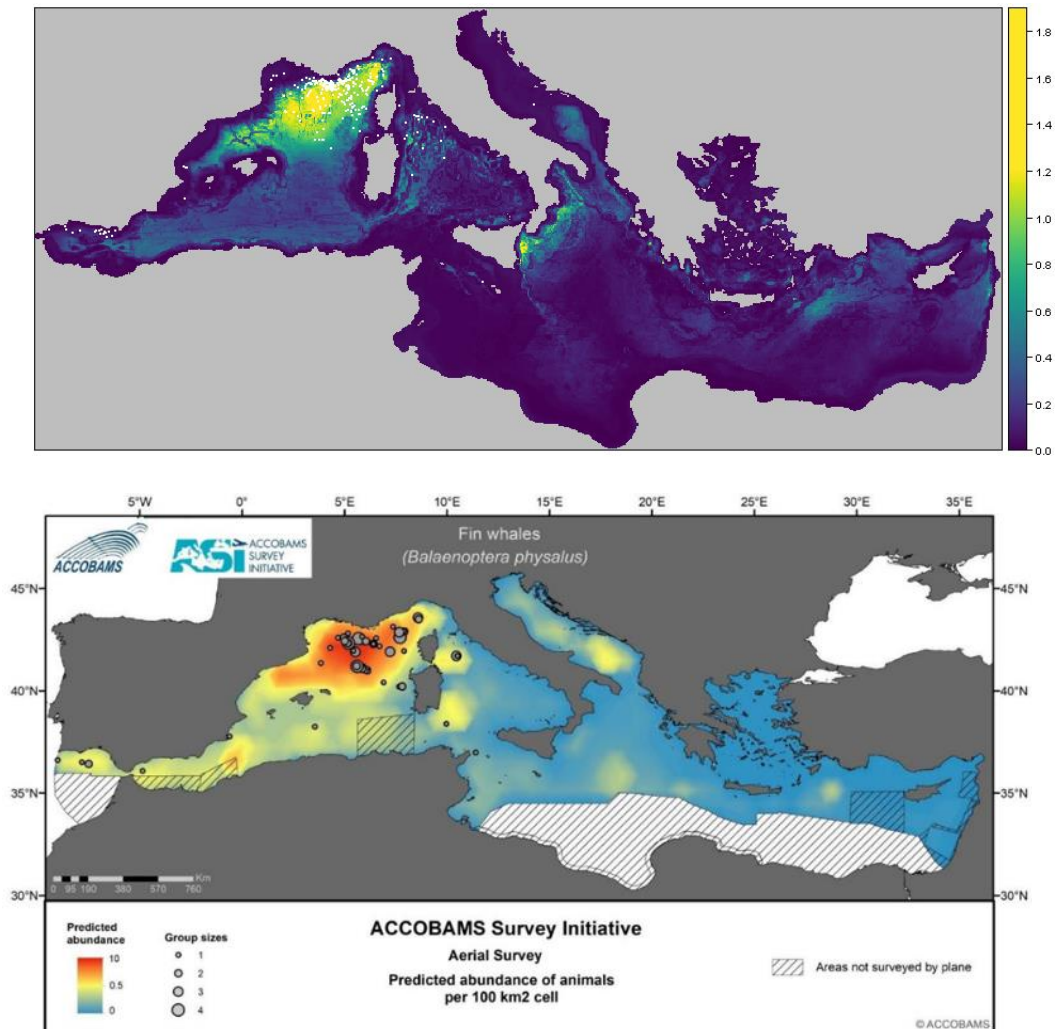 1.8
1.6
1.4
1.2
1.0
0.8
0.6
0.4
0.2
0.0
5°W 0° 5°E 10°E 15°E 20°E 25°E 30°E 35°E
ACCOBAMS
ASI ACCOBAMS
SURVEY
INITIATIVE
Fin whales
(Balaenoptera physalus)
45°N 45°N
40°N 40°N
35°N 35°N
30°N 30°N
Km
0 95 190 380 570 760
Predicted
abundance
10
0.5
0
Group sizes
1
2
3
4
ACCOBAMS Survey Initiative
Aerial Survey
Predicted abundance of animals
per 100 km2 cell
Areas not surveyed by plane
© ACCOBAMS